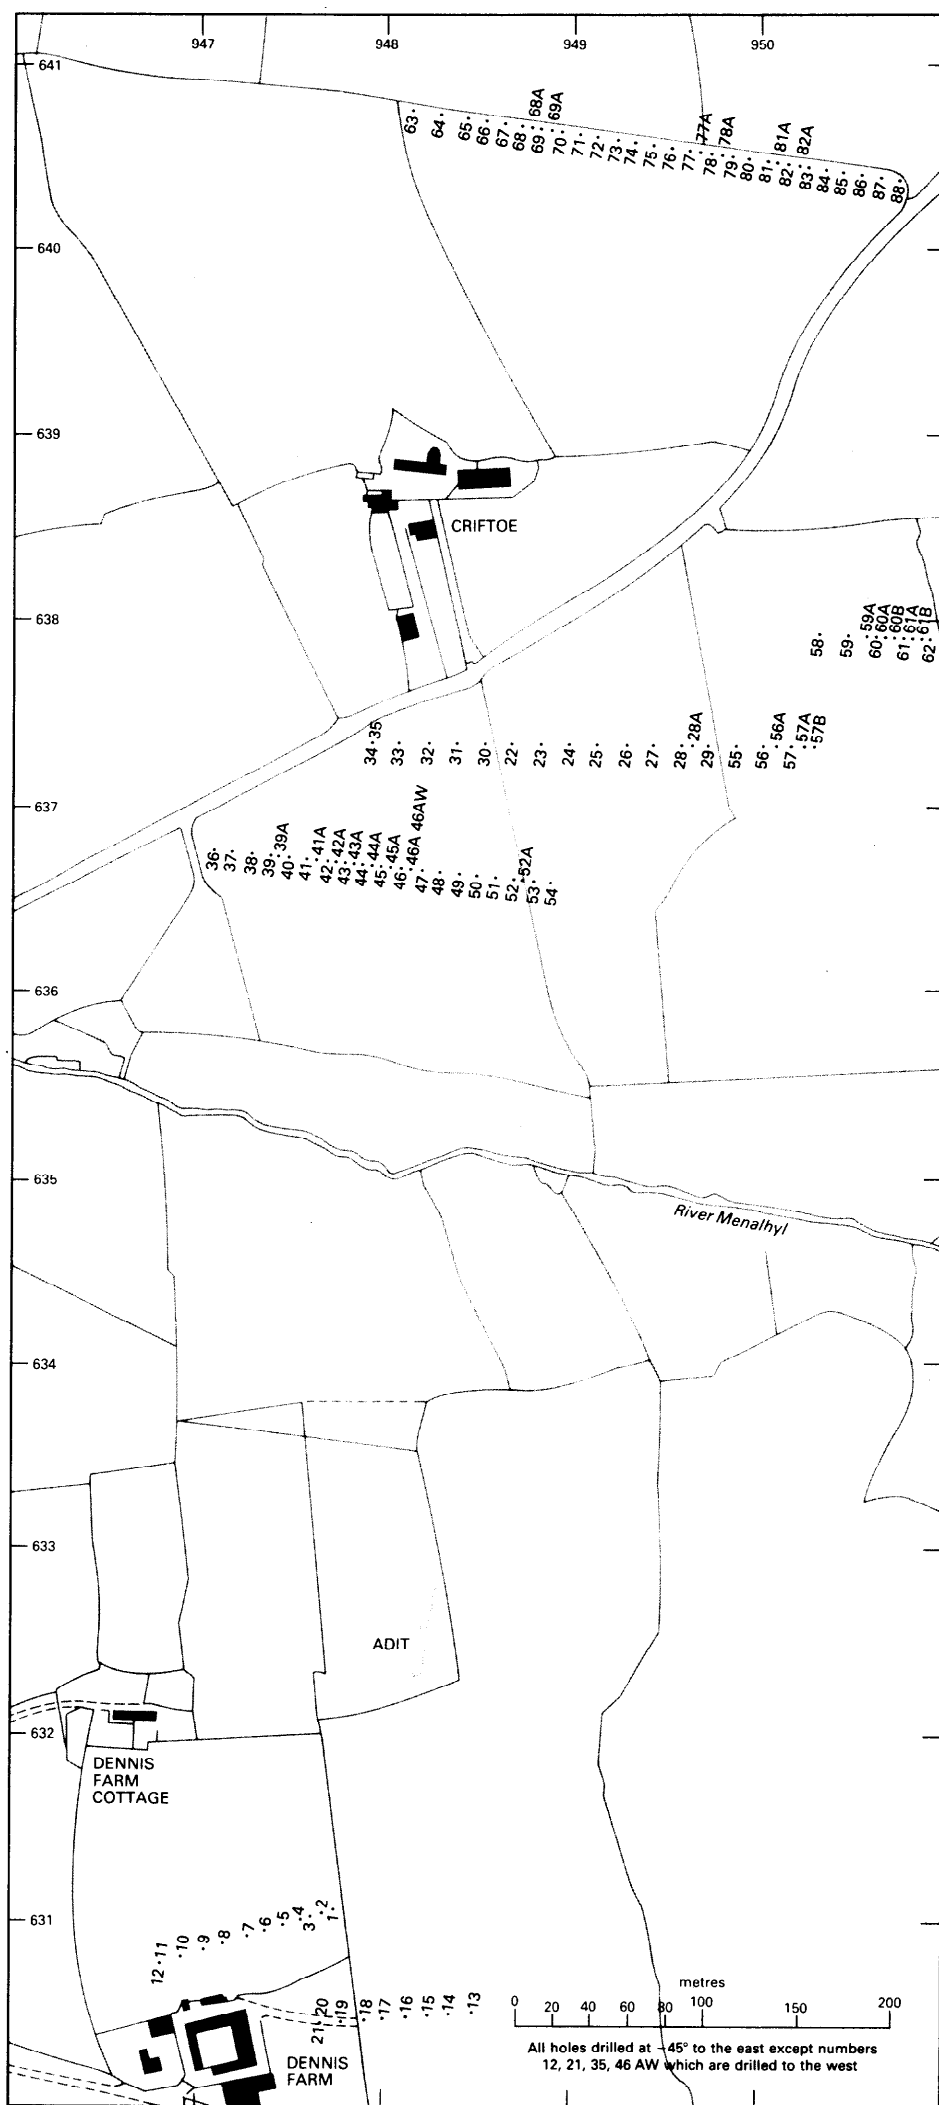 947 948 949 950
641
63 64 65 66 67 68 68A 69 69A 70 71 72 73 74 75 76 77 77A 78 78A 79 80 81 81A 82 82A 83 84 85 86 87 88
640
639
CRIFTOE
638
58 59 59A 60 60A 60B 61 61A 61B 62
34 35 33 32 31 30 22 23 24 25 26 27 28 28A 29 55 56 56A 57 57A 57B
637
36 37 38 39 39A 40 41 41A 42 42A 43 43A 44 44A 45 45A 46 46A 46AW 47 48 49 50 51 52 52A 53 54
636
635
River Menalhyl
634
633
ADIT
632
DENNIS
FARM
COTTAGE
631
12 11 10 9 8 7 6 5 4 3 2 1
21 20 19 18 17 16 15 14 13
metres
0 20 40 60 80 100 150 200
All holes drilled at −45° to the east except numbers
12, 21, 35, 46 AW which are drilled to the west
DENNIS
FARM